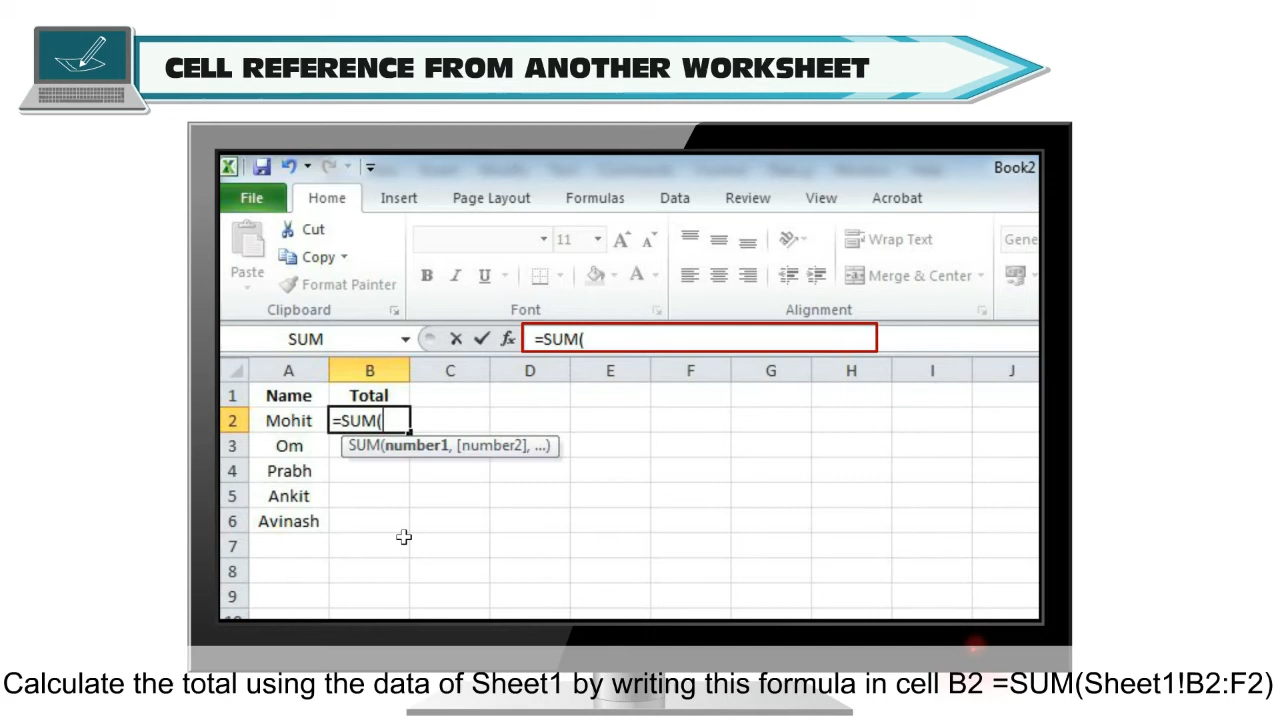 CELL REFERENCE FROM ANOTHER WORKSHEET
Book2
File Home Insert Page Layout Formulas Data Review View Acrobat
Cut
Copy
Paste
Format Painter
11
B I U
A A
A
Wrap Text
Merge & Center
Gene
Clipboard Font Alignment
SUM fx =SUM(
A B C D E F G H I J
1 Name Total
2 Mohit =SUM(
SUM(number1, [number2], ...)
3 Om
4 Prabh
5 Ankit
6 Avinash
7
8
9
Calculate the total using the data of Sheet1 by writing this formula in cell B2 =SUM(Sheet1!B2:F2)